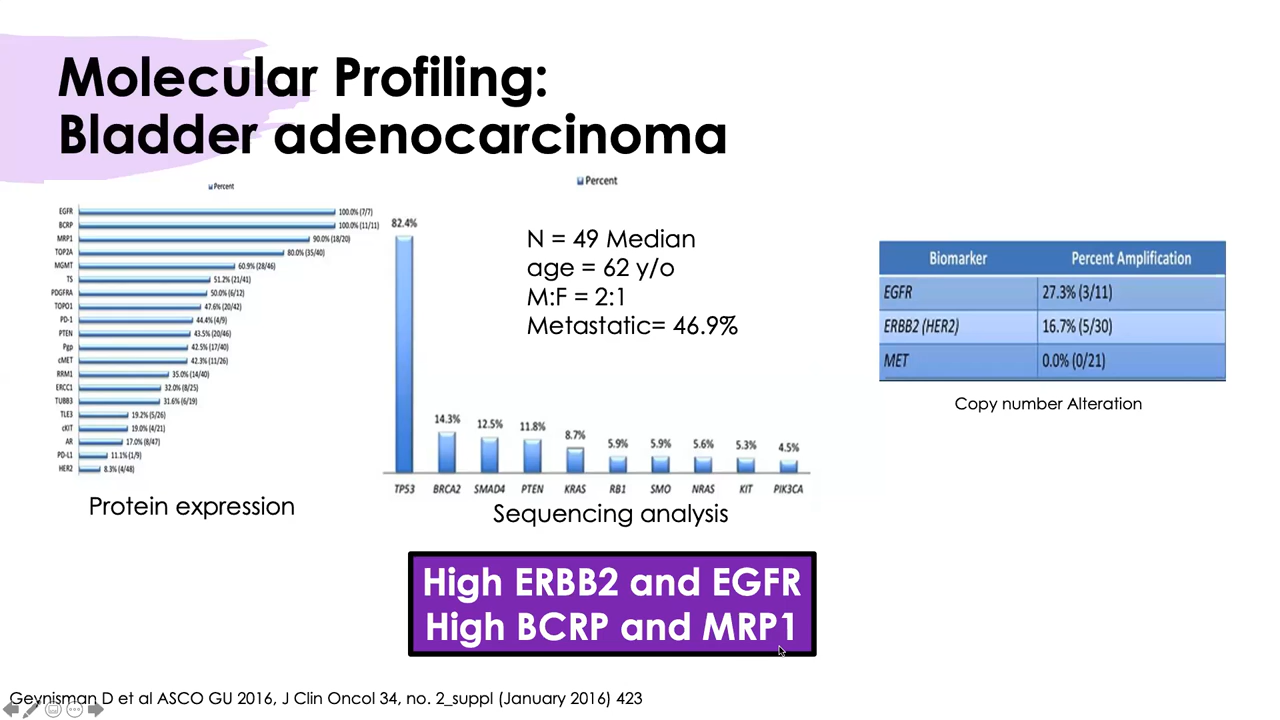 Molecular Profiling:
Bladder adenocarcinoma
Percent
EGFR 100.0% (7/7)
BCRP 100.0% (11/11)
MRP1 90.0% (18/20)
TOP2A 80.0% (35/40)
MGMT 60.9% (28/46)
TS 51.2% (21/41)
PDGFRA 50.0% (6/12)
TOPO1 47.6% (20/42)
PD-1 44.4% (4/9)
PTEN 43.5% (20/46)
Pgp 42.5% (17/40)
cMET 42.3% (11/26)
RRM1 35.0% (14/40)
ERCC1 32.0% (8/25)
TUBB3 31.6% (6/19)
TLE3 19.2% (5/26)
cKIT 19.0% (4/21)
AR 17.0% (8/47)
PD-L1 11.1% (1/9)
HER2 8.3% (4/48)
Protein expression
Percent
82.4% 14.3% 12.5% 11.8% 8.7% 5.9% 5.9% 5.6% 5.3% 4.5%
TP53 BRCA2 SMAD4 PTEN KRAS RB1 SMO NRAS KIT PIK3CA
N = 49 Median
age = 62 y/o
M:F = 2:1
Metastatic= 46.9%
Sequencing analysis
Biomarker Percent Amplification
EGFR 27.3% (3/11)
ERBB2 (HER2) 16.7% (5/30)
MET 0.0% (0/21)
Copy number Alteration
High ERBB2 and EGFR
High BCRP and MRP1
Geynisman D et al ASCO GU 2016, J Clin Oncol 34, no. 2_suppl (January 2016) 423